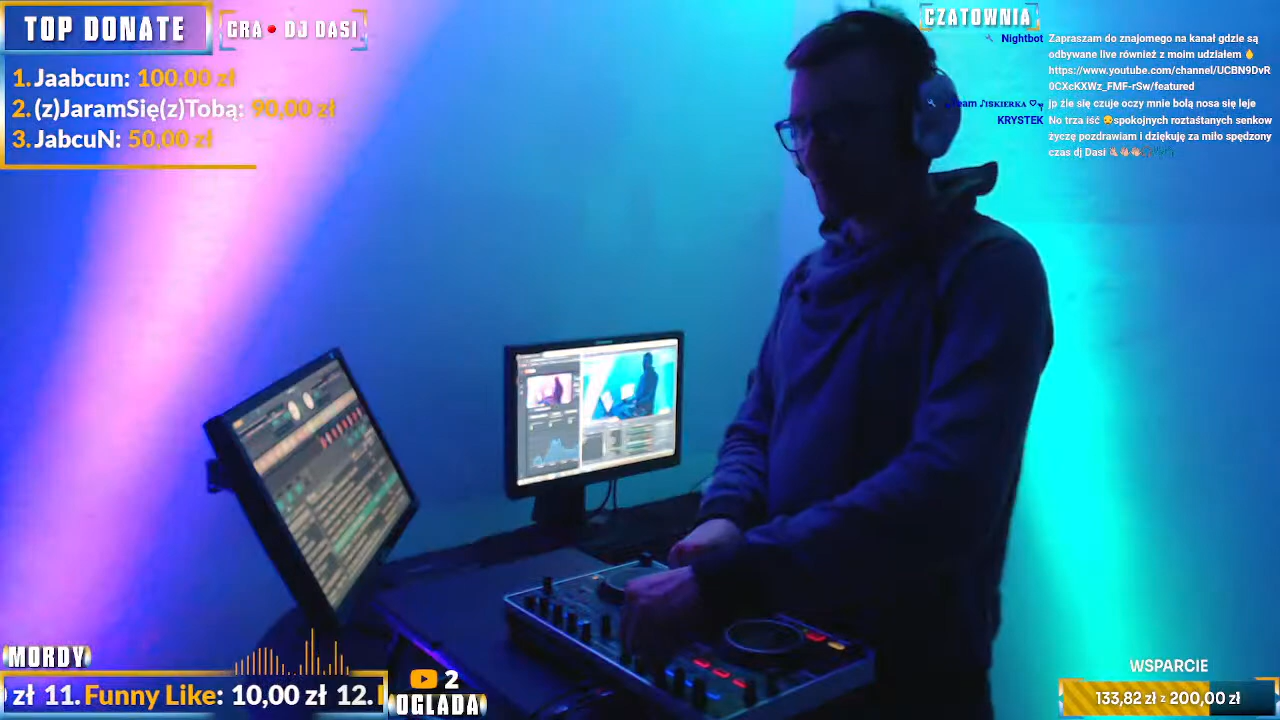 TOP DONATE
GRA DJ DASI
1. Jaabcun: 100.00 zł
2. (z)JaramSię(z)Tobą: 90,00 zł
3. JabcuN: 50,00 zł
CZATOWNIA
Nightbot Zapraszam do znajomego na kanał gdzie są
odbywane live również z moim udziałem
https://www.youtube.com/channel/UCBN9DvR
0CXcKXWz_FMF-rSw/featured
jp źle się czuje oczy mnie bolą nosa się leje
KRYSTEK No trza iść spokojnych roztaśtanych senkow
życzę pozdrawiam i dziękuję za miło spędzony
czas dj Dasi
MORDY
zł 11. Funny Like: 10,00 zł 12.
2
OGLADA
WSPARCIE
133,82 zł z 200,00 zł